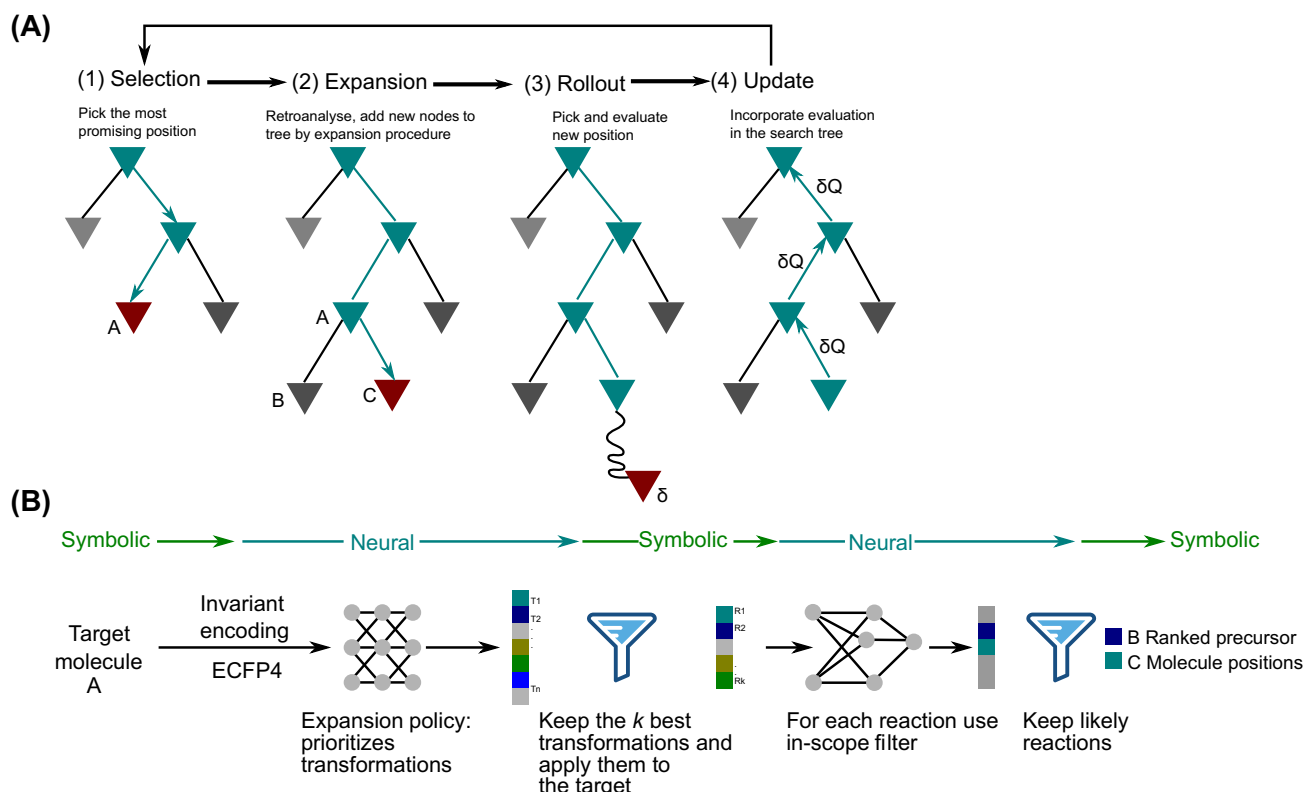 (A)
(1) Selection
(2) Expansion
(3) Rollout
(4) Update
Pick the most
promising position
Retroanalyse, add new nodes to
tree by expansion procedure
Pick and evaluate
new position
Incorporate evaluation
in the search tree
δQ
δQ
A
A
δQ
B
C
δ
(B)
Symbolic
Neural
Symbolic
Neural
Symbolic
Target
molecule
A
Invariant
encoding
ECFP4
T1
T2
.
.
Tn
R1
R2
.
.
Rk
B Ranked precursor
C Molecule positions
Expansion policy:
prioritizes
transformations
Keep the k best
transformations and
apply them to
the target
For each reaction use
in-scope filter
Keep likely
reactions